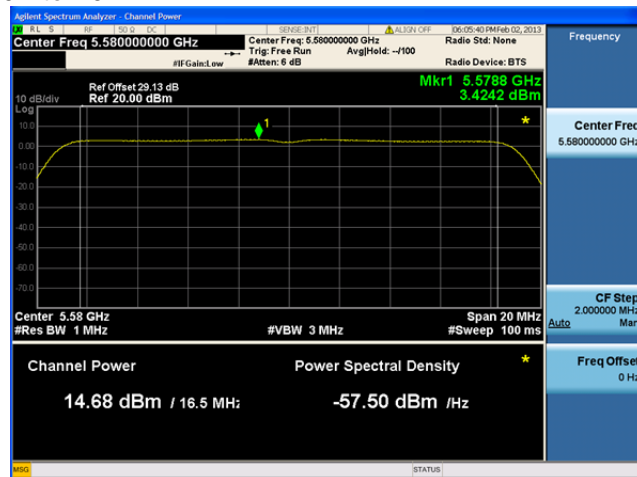 Agilent Spectrum Analyzer - Channel Power
RL S RF 50 Ω DC SENSE:INT ALIGN OFF 06:05:40 PM Feb 02, 2013
Center Freq 5.580000000 GHz
Center Freq: 5.580000000 GHz Radio Std: None
Trig: Free Run Avg|Hold: --/100
#IFGain:Low #Atten: 6 dB Radio Device: BTS
Frequency
Mkr1 5.5788 GHz
3.4242 dBm
Ref Offset 29.13 dB
10 dB/div Ref 20.00 dBm
Log
10.0
0.00
-10.0
-20.0
-30.0
-40.0
-50.0
-60.0
-70.0
1
*
Center Freq
5.580000000 GHz
Center 5.58 GHz Span 20 MHz
#Res BW 1 MHz #VBW 3 MHz #Sweep 100 ms
CF Step
2.000000 MHz
Auto Man
Channel Power Power Spectral Density *
14.68 dBm / 16.5 MHz -57.50 dBm /Hz
Freq Offset
0 Hz
MSG STATUS